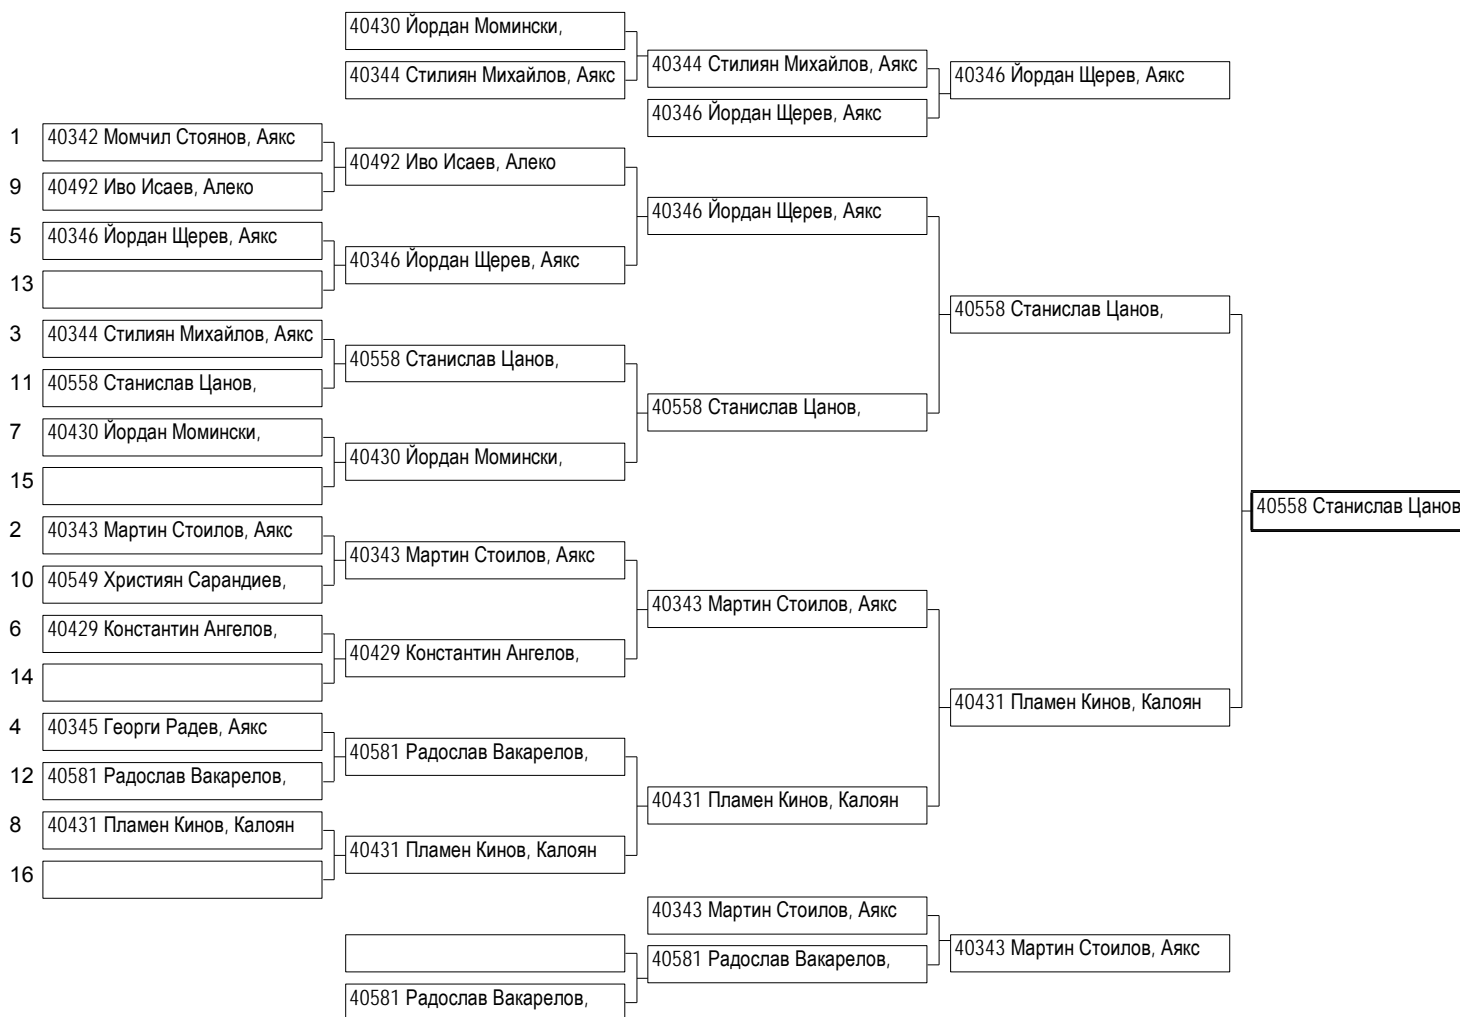 40430 Йордан Момински,
40344 Стилиян Михайлов, Аякс
40344 Стилиян Михайлов, Аякс
40346 Йордан Щерев, Аякс
40346 Йордан Щерев, Аякс
1 40342 Момчил Стоянов, Аякс
9 40492 Иво Исаев, Алеко
5 40346 Йордан Щерев, Аякс
13
3 40344 Стилиян Михайлов, Аякс
11 40558 Станислав Цанов,
7 40430 Йордан Момински,
15
2 40343 Мартин Стоилов, Аякс
10 40549 Християн Сарандиев,
6 40429 Константин Ангелов,
14
4 40345 Георги Радев, Аякс
12 40581 Радослав Вакарелов,
8 40431 Пламен Кинов, Калоян
16
40492 Иво Исаев, Алеко
40346 Йордан Щерев, Аякс
40558 Станислав Цанов,
40430 Йордан Момински,
40343 Мартин Стоилов, Аякс
40429 Константин Ангелов,
40581 Радослав Вакарелов,
40431 Пламен Кинов, Калоян
40346 Йордан Щерев, Аякс
40558 Станислав Цанов,
40343 Мартин Стоилов, Аякс
40431 Пламен Кинов, Калоян
40558 Станислав Цанов,
40431 Пламен Кинов, Калоян
40558 Станислав Цанов
40581 Радослав Вакарелов,
40343 Мартин Стоилов, Аякс
40581 Радослав Вакарелов,
40343 Мартин Стоилов, Аякс